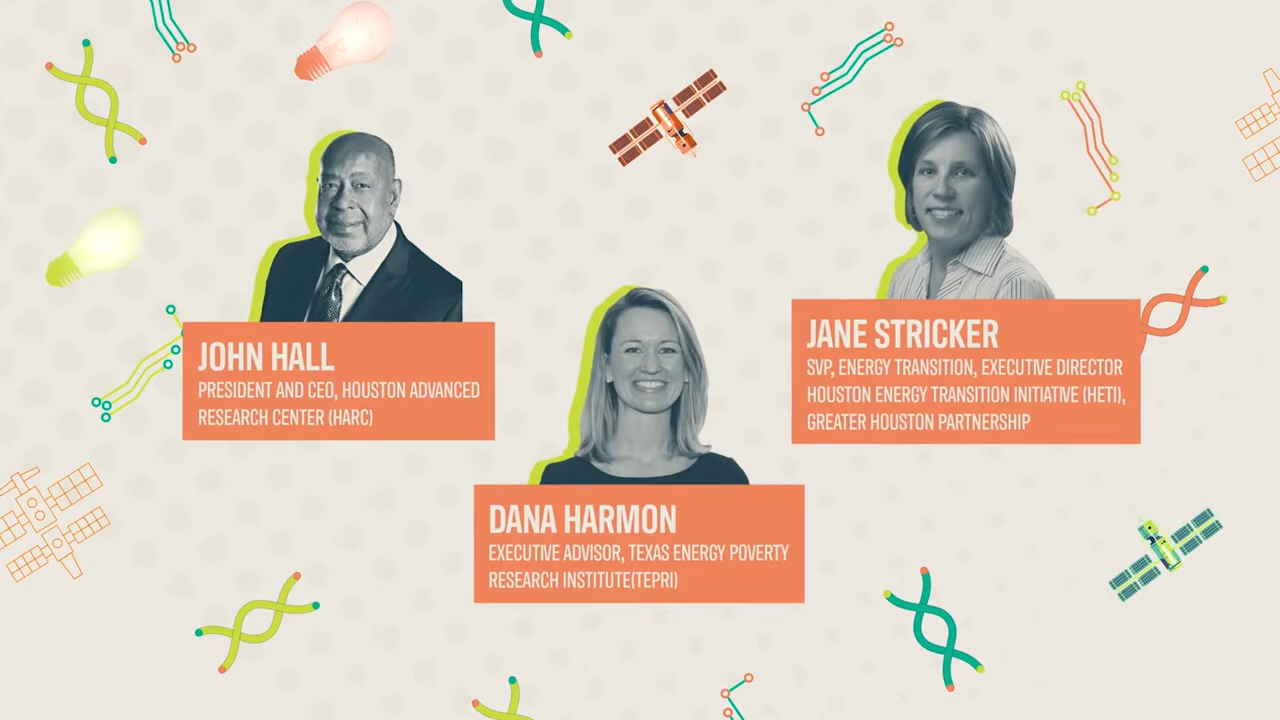 JOHN HALL
PRESIDENT AND CEO, HOUSTON ADVANCED
RESEARCH CENTER (HARC)
DANA HARMON
EXECUTIVE ADVISOR, TEXAS ENERGY POVERTY
RESEARCH INSTITUTE(TEPRI)
JANE STRICKER
SVP, ENERGY TRANSITION, EXECUTIVE DIRECTOR
HOUSTON ENERGY TRANSITION INITIATIVE (HETI),
GREATER HOUSTON PARTNERSHIP